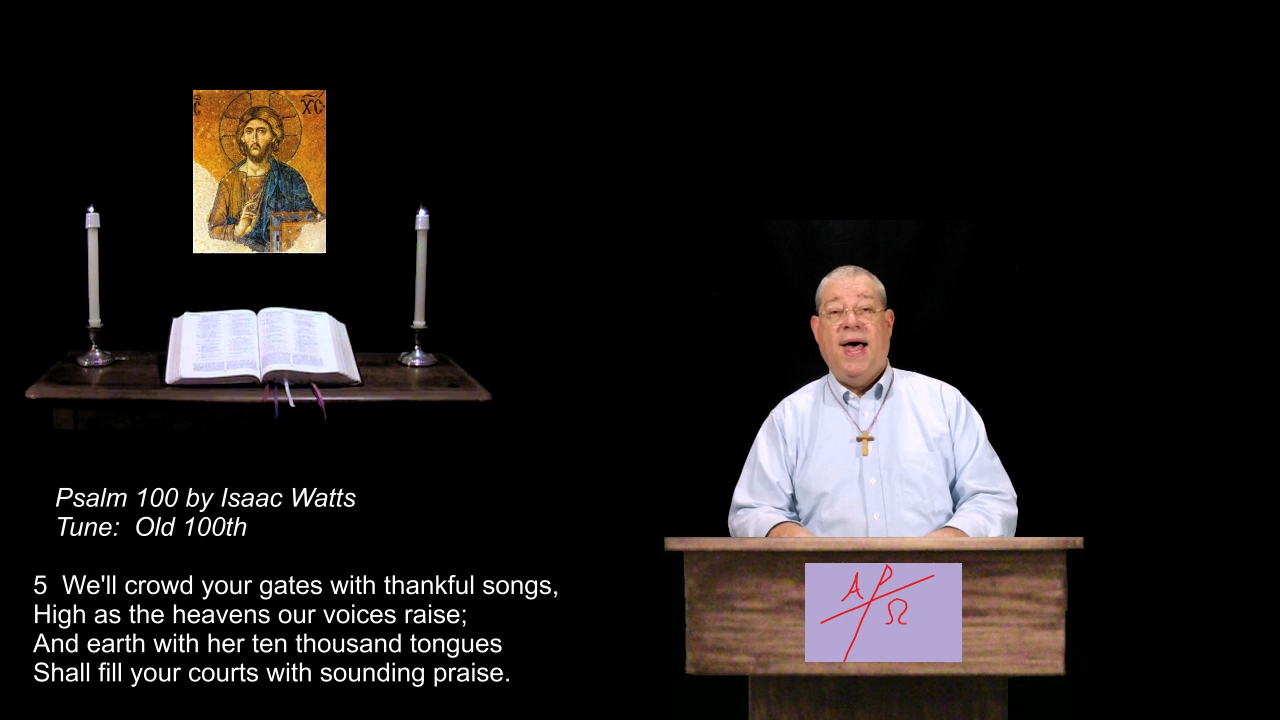 C XC
Psalm 100 by Isaac Watts
Tune: Old 100th
5 We'll crowd your gates with thankful songs,
High as the heavens our voices raise;
And earth with her ten thousand tongues
Shall fill your courts with sounding praise.
Α Ρ
Ω